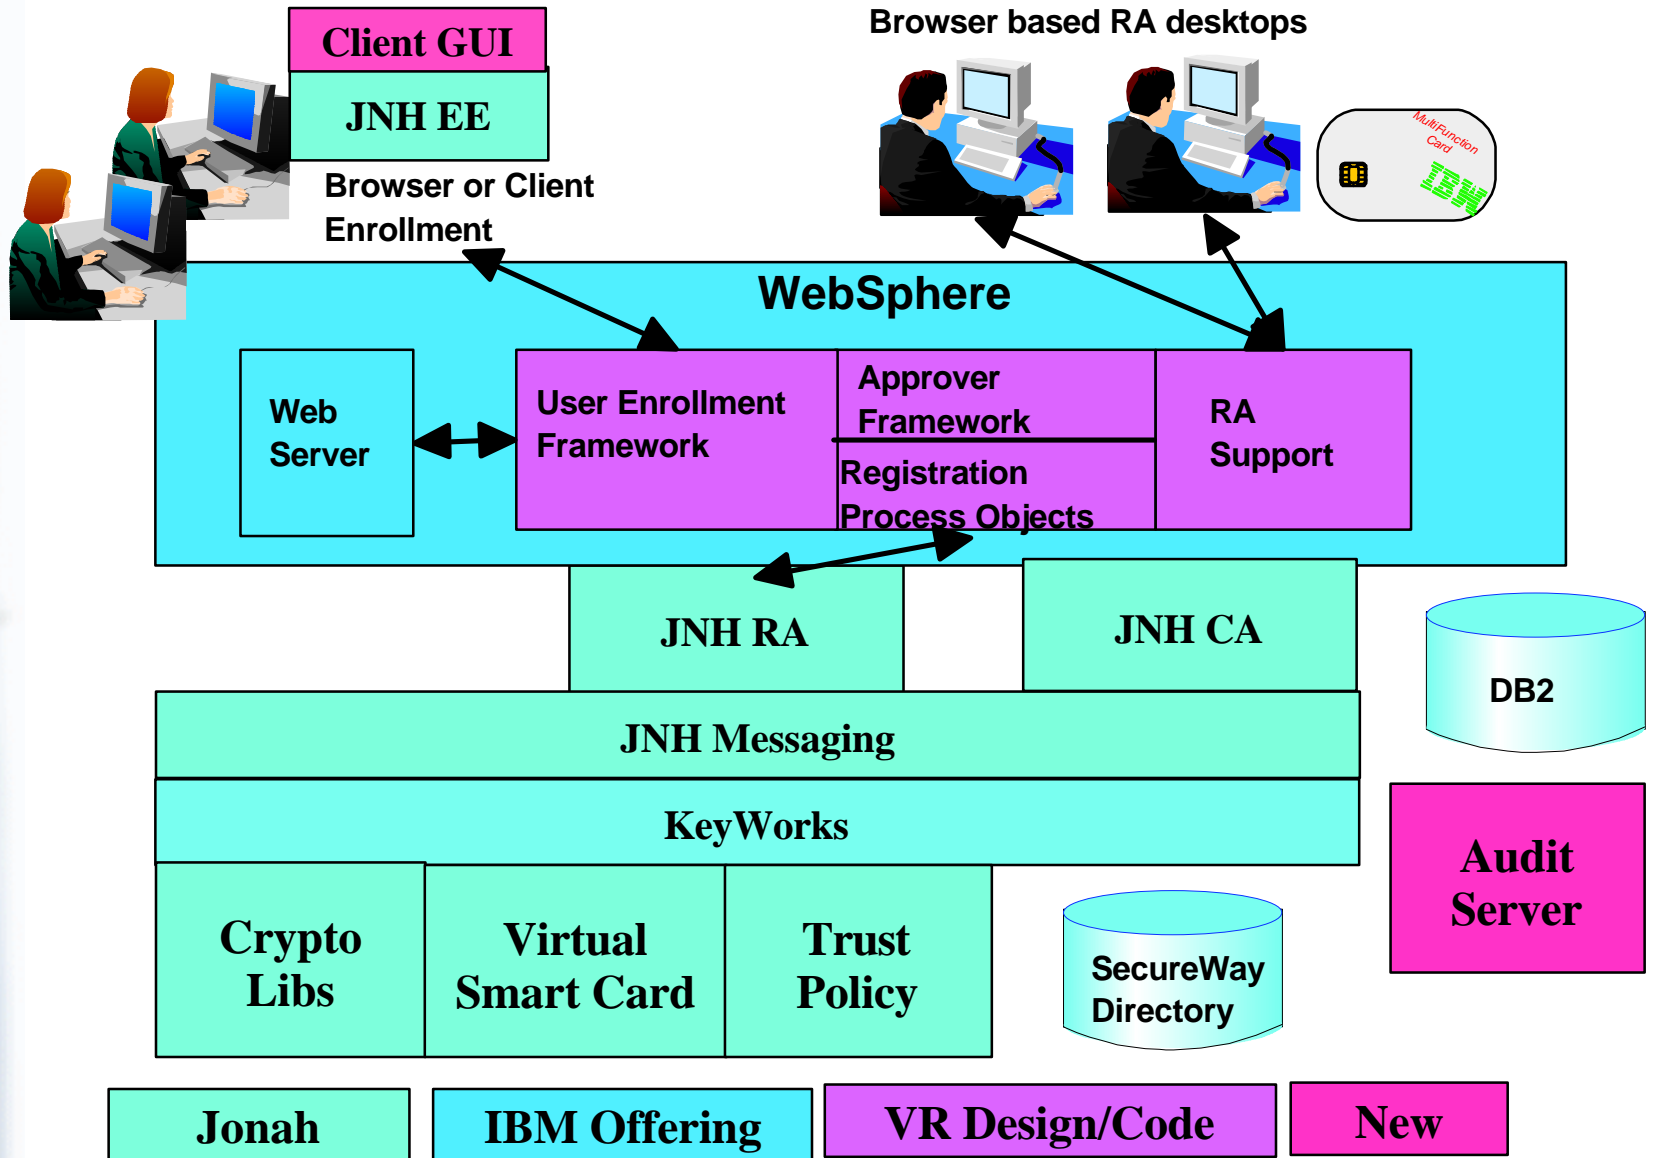 Client GUI
JNH EE
Browser or Client
Enrollment
Browser based RA desktops
MultiFunction
Card
IBM
WebSphere
Web
Server
User Enrollment
Framework
Approver
Framework
Registration
Process Objects
RA
Support
JNH RA
JNH CA
DB2
JNH Messaging
KeyWorks
Audit
Server
Crypto
Libs
Virtual
Smart Card
Trust
Policy
SecureWay
Directory
Jonah
IBM Offering
VR Design/Code
New